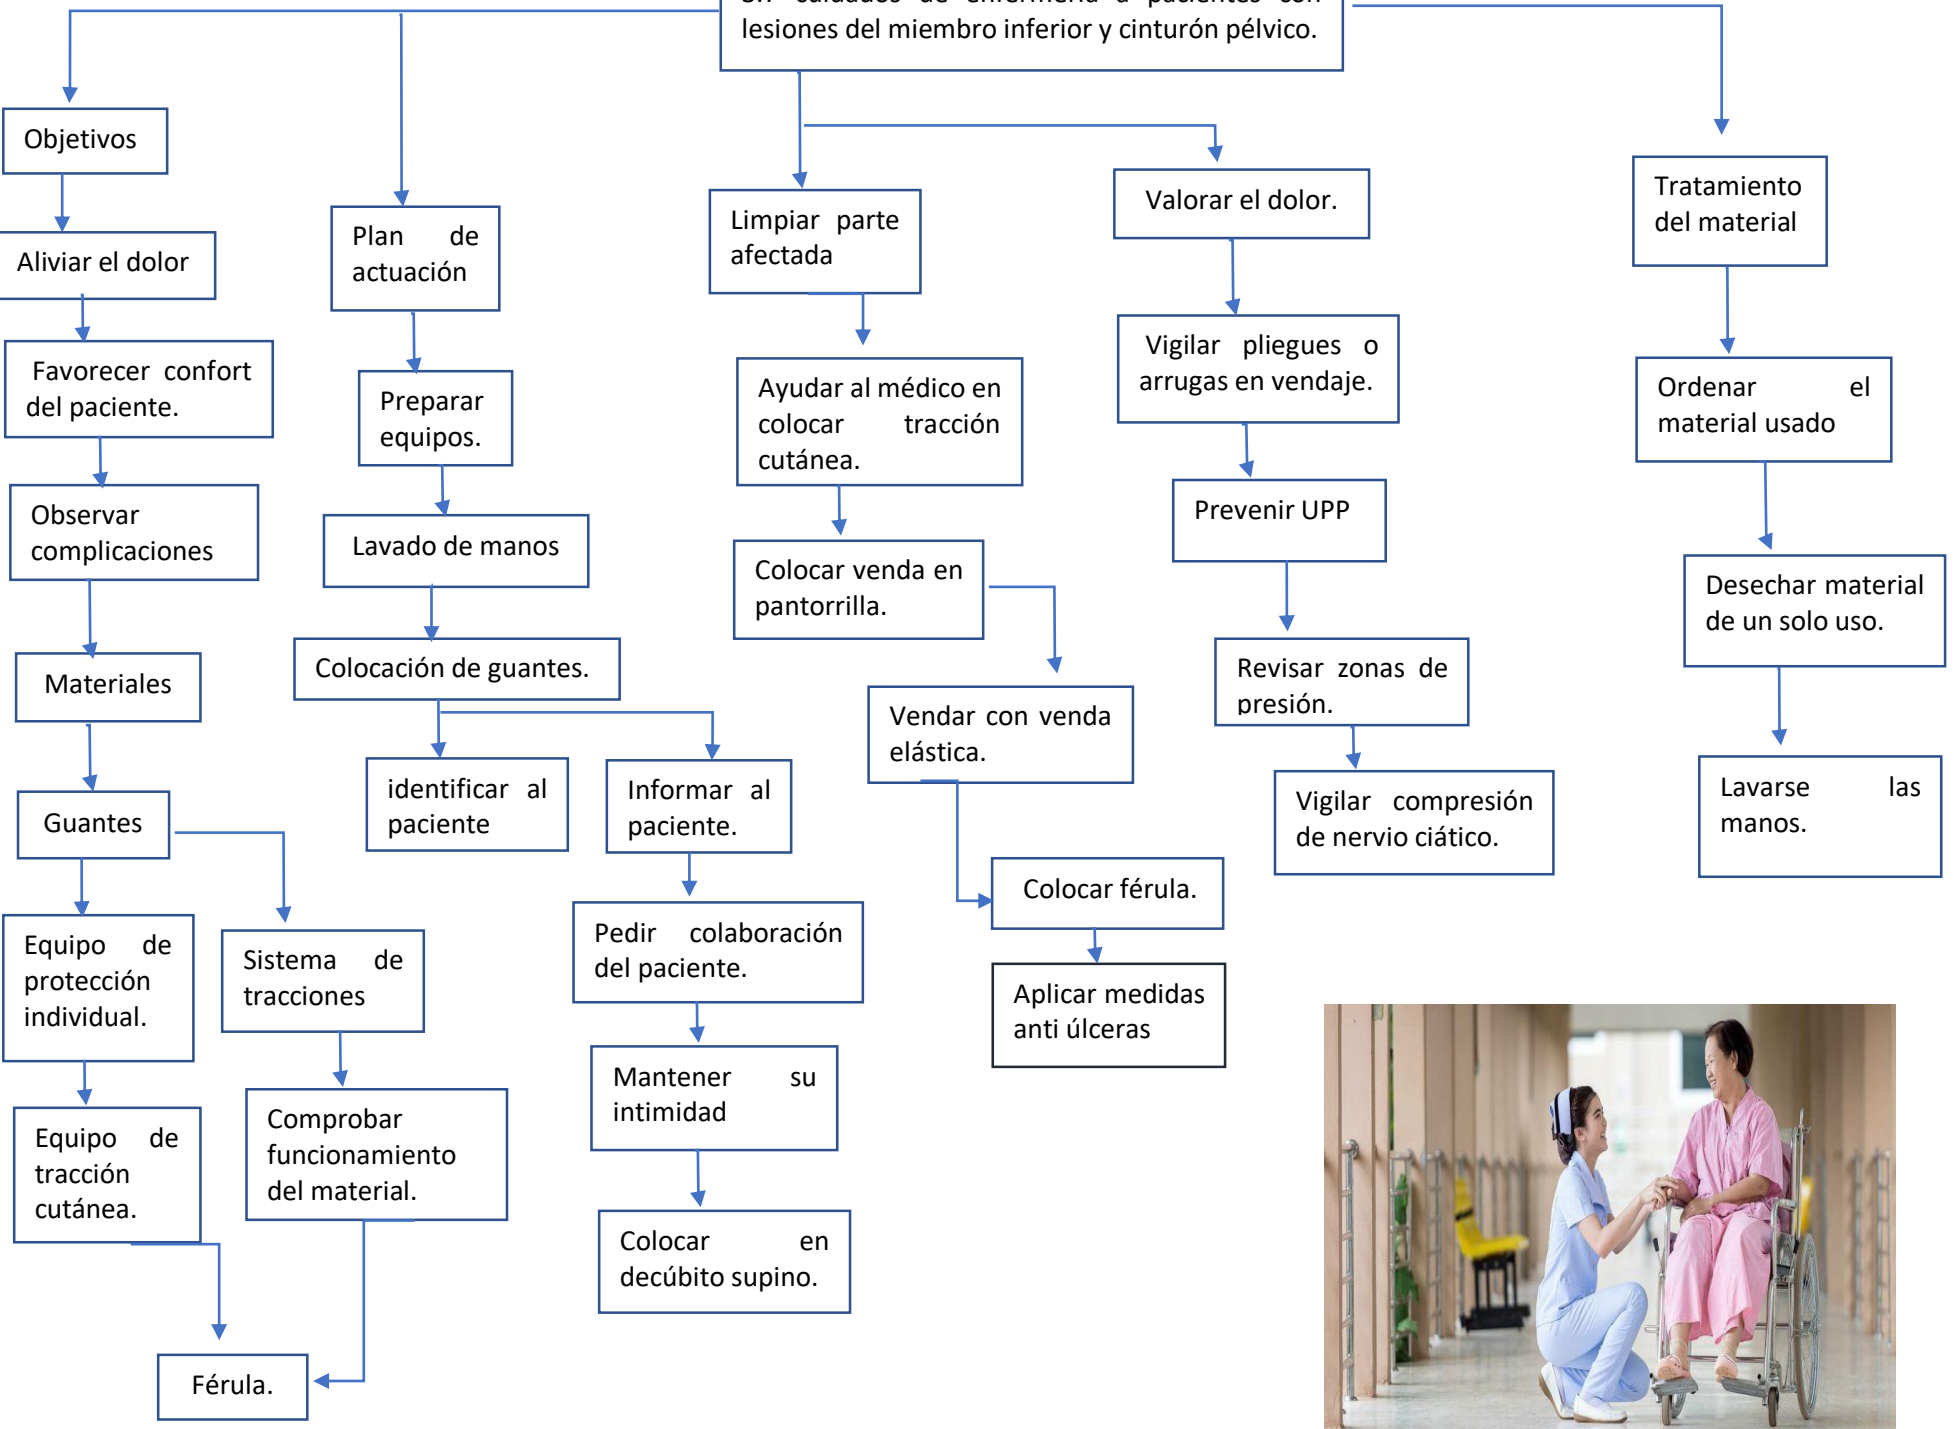 cuidados de enfermería a pacientes con
lesiones del miembro inferior y cinturón pélvico.
Objetivos
Aliviar el dolor
Favorecer confort
del paciente.
Observar
complicaciones
Materiales
Guantes
Equipo de
protección
individual.
Equipo de
tracción
cutánea.
Sistema de
tracciones
Comprobar
funcionamiento
del material.
Férula.
Plan de
actuación
Preparar
equipos.
Lavado de manos
Colocación de guantes.
identificar al
paciente
Informar al
paciente.
Pedir colaboración
del paciente.
Mantener su
intimidad
Colocar en
decúbito supino.
Limpiar parte
afectada
Ayudar al médico en
colocar tracción
cutánea.
Colocar venda en
pantorrilla.
Vendar con venda
elástica.
Colocar férula.
Aplicar medidas
anti úlceras
Valorar el dolor.
Vigilar pliegues o
arrugas en vendaje.
Prevenir UPP
Revisar zonas de
presión.
Vigilar compresión
de nervio ciático.
Tratamiento
del material
Ordenar el
material usado
Desechar material
de un solo uso.
Lavarse las
manos.